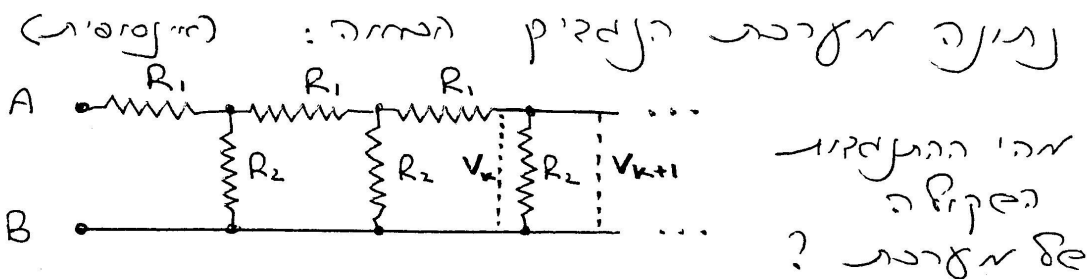 נתונה מערכת הנגדים הבאה: (אינסופית)
R₁ R₁ R₁
A ...
R₂ R₂ Vₖ R₂ Vₖ₊₁
B ...
מהי ההתנגדות
השקולה
של מערכת ?